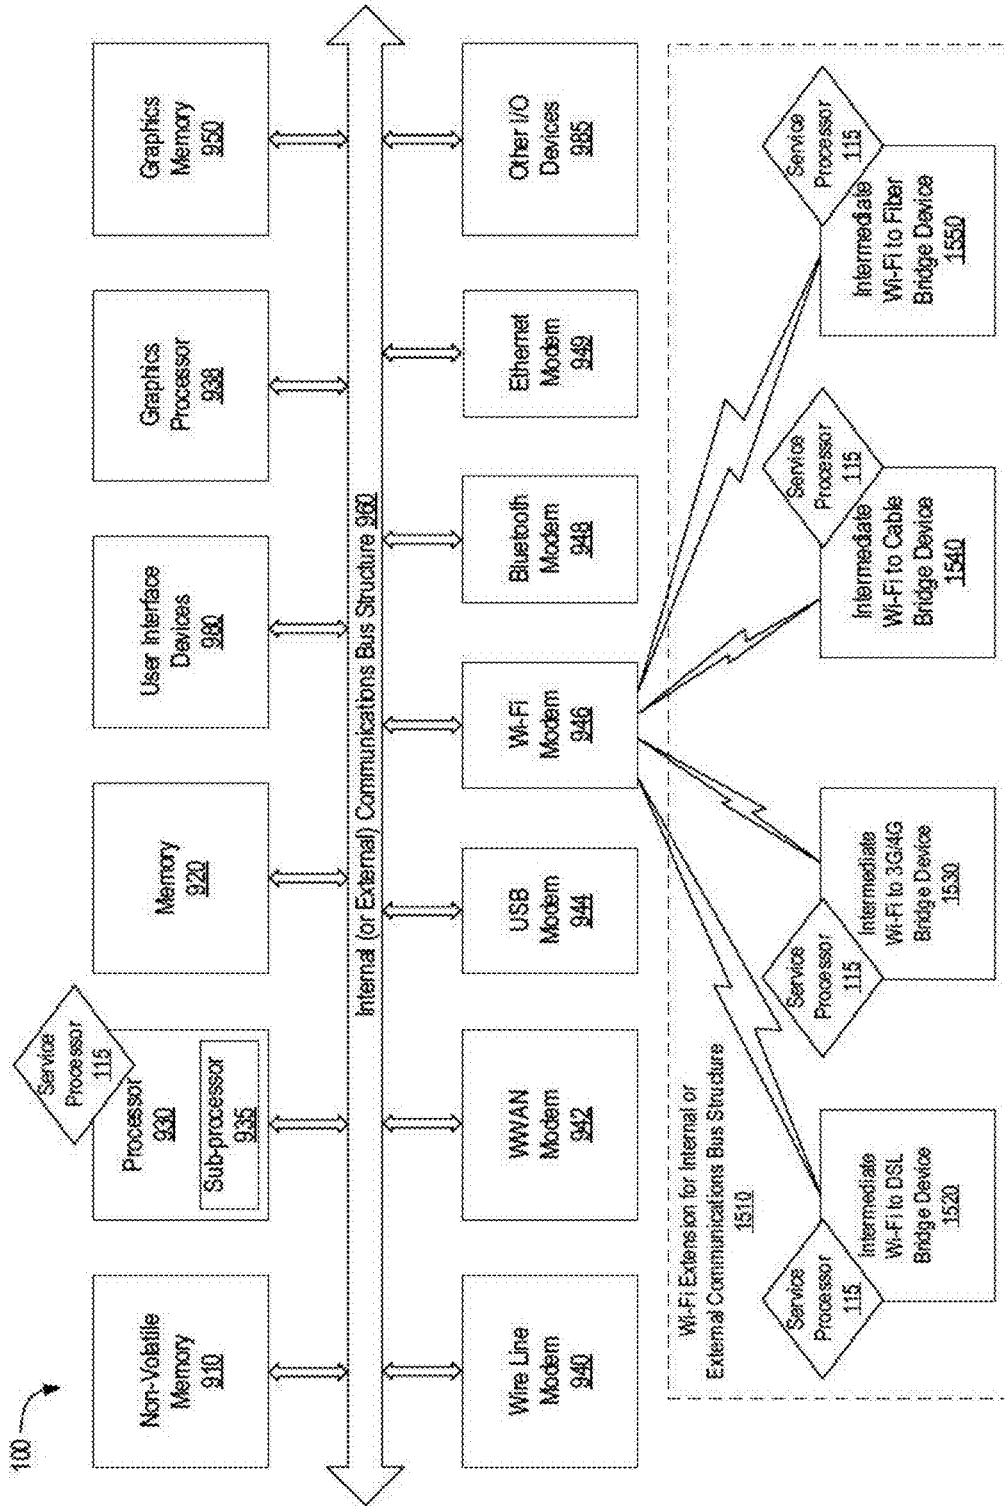 100
Non-Volatile
Memory
910
Service
Processor
115
Processor
930
Sub-processor
935
Memory
920
User Interface
Devices
980
Graphics
Processor
938
Graphics
Memory
950
Internal (or External) Communications Bus Structure 960
Wire Line
Modem
940
WWAN
Modem
942
USB
Modem
944
Wi-Fi
Modem
946
Bluetooth
Modem
948
Ethernet
Modem
949
Other I/O
Devices
985
Wi-Fi Extension for Internal or
External Communications Bus Structure
1510
Service
Processor
115
Intermediate
Wi-Fi to DSL
Bridge Device
1520
Service
Processor
115
Intermediate
Wi-Fi to 3G/4G
Bridge Device
1530
Service
Processor
115
Intermediate
Wi-Fi to Cable
Bridge Device
1540
Service
Processor
115
Intermediate
Wi-Fi to Fiber
Bridge Device
1550